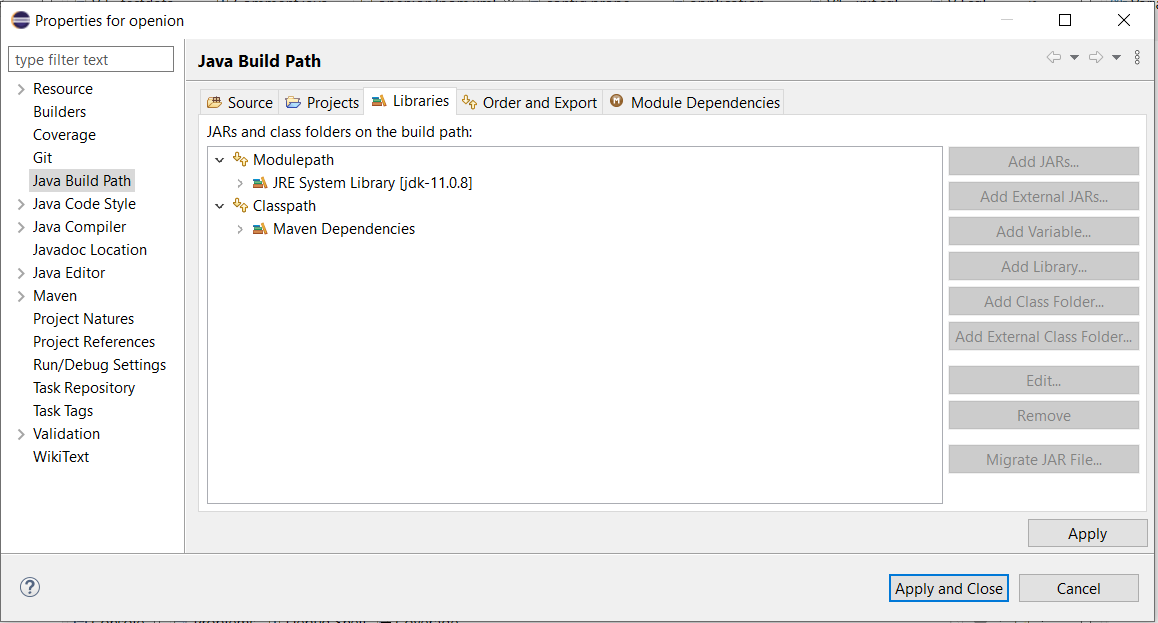 Properties for openion
type filter text
Resource
Builders
Coverage
Git
Java Build Path
Java Code Style
Java Compiler
Javadoc Location
Java Editor
Maven
Project Natures
Project References
Run/Debug Settings
Task Repository
Task Tags
Validation
WikiText
Java Build Path
Source Projects Libraries Order and Export Module Dependencies
JARs and class folders on the build path:
Modulepath
JRE System Library [jdk-11.0.8]
Classpath
Maven Dependencies
Add JARs...
Add External JARs...
Add Variable...
Add Library...
Add Class Folder...
Add External Class Folder...
Edit...
Remove
Migrate JAR File...
Apply
Apply and Close Cancel